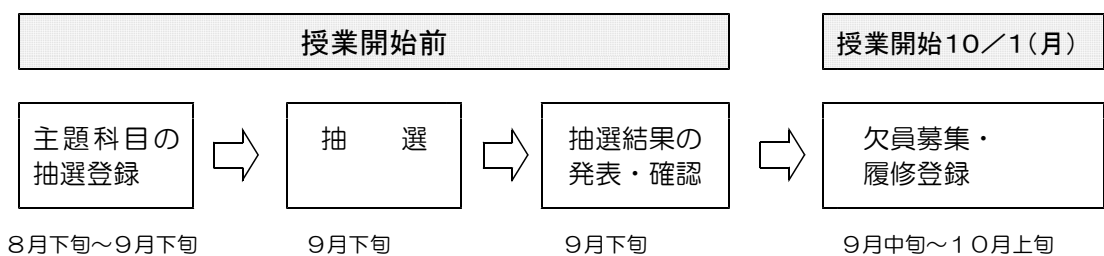 授業開始前
授業開始10／1(月)
主題科目の
抽選登録
抽　選
抽選結果の
発表・確認
欠員募集・
履修登録
８月下旬～９月下旬
９月下旬
９月下旬
９月中旬～１０月上旬